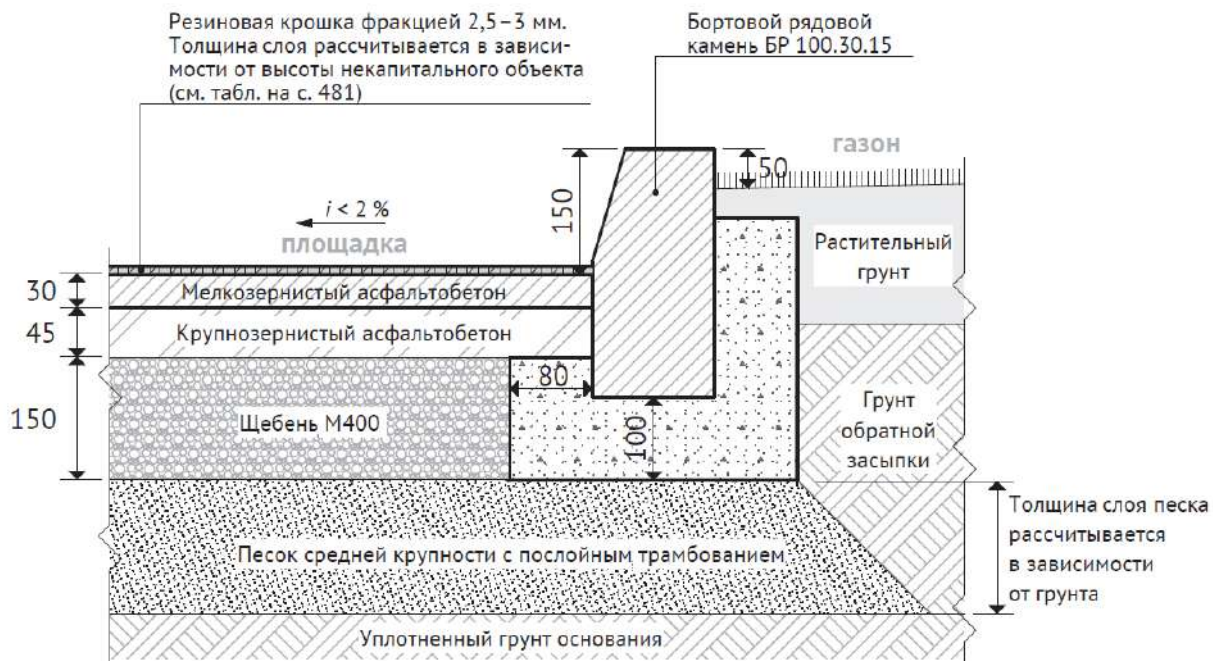 Резиновая крошка фракцией 2,5–3 мм.
Толщина слоя рассчитывается в зависи-
мости от высоты некапитального объекта
(см. табл. на с. 481)
Бортовой рядовой
камень БР 100.30.15
газон
50
150
i < 2 %
площадка
Растительный
грунт
30
Мелкозернистый асфальтобетон
45
Крупнозернистый асфальтобетон
80
150
Щебень М400
100
Грунт
обратной
засыпки
Толщина слоя песка
рассчитывается
в зависимости
от грунта
Песок средней крупности с послойным трамбованием
Уплотненный грунт основания